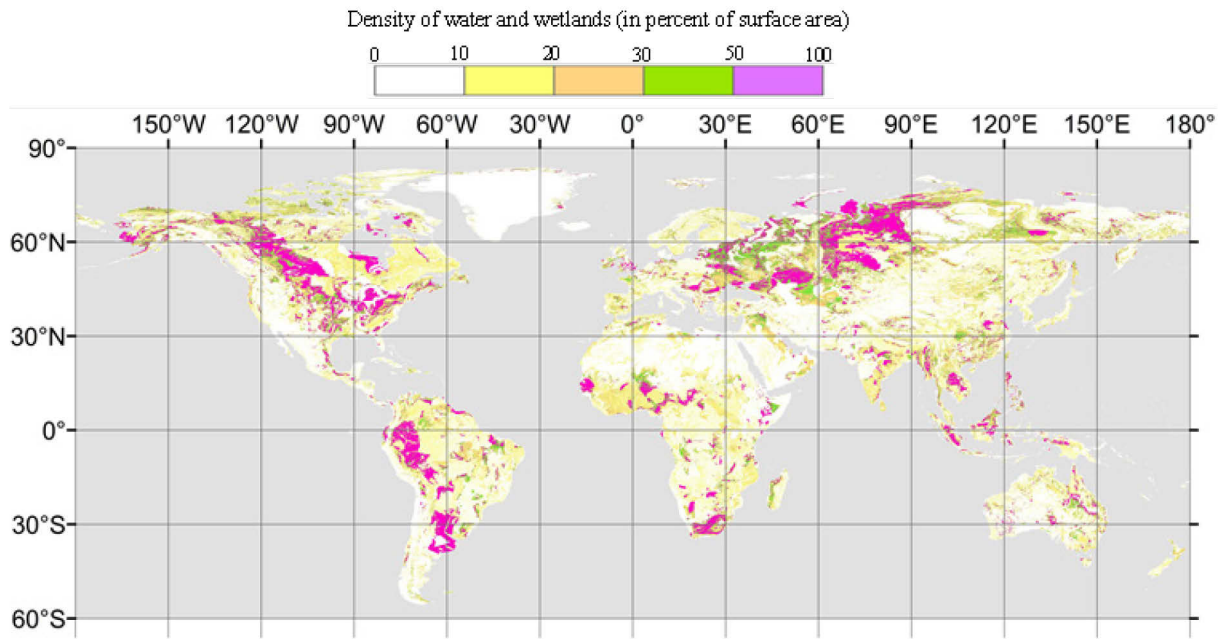 Density of water and wetlands (in percent of surface area)
0 10 20 30 50 100
150°W 120°W 90°W 60°W 30°W 0° 30°E 60°E 90°E 120°E 150°E 180°
90°
60°N
30°N
0°
30°S
60°S